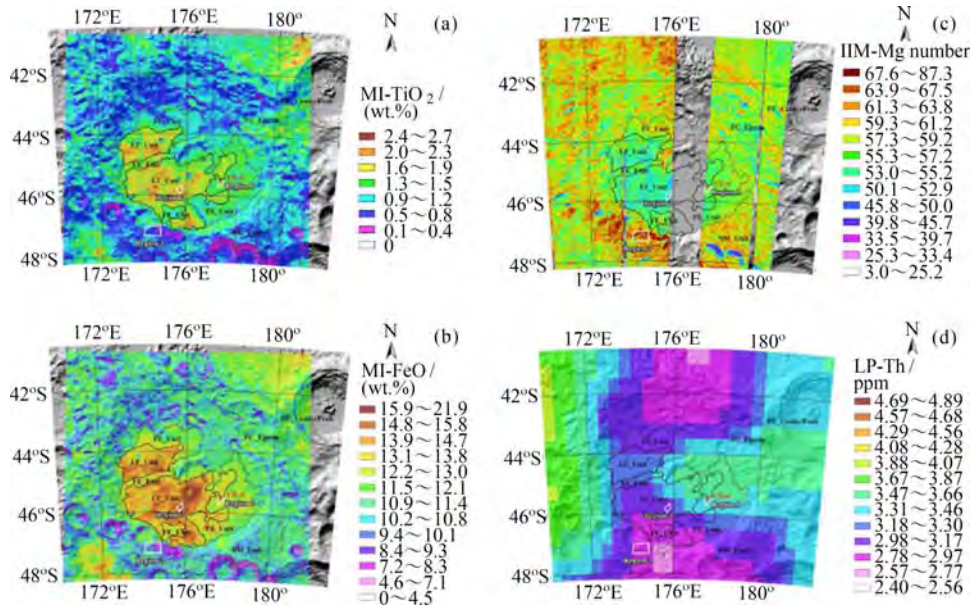 172°E 176°E 180° N (a)
42°S
44°S
46°S
48°S
172°E 176°E 180°
MI-TiO2 /
(wt.%)
2.4～2.7
2.0～2.3
1.6～1.9
1.3～1.5
0.9～1.2
0.5～0.8
0.1～0.4
0
172°E 176°E 180° N (c)
42°S
44°S
46°S
48°S
172°E 176°E 180°
IIM-Mg number
67.6～87.3
63.9～67.5
61.3～63.8
59.3～61.2
57.3～59.2
55.3～57.2
53.0～55.2
50.1～52.9
45.8～50.0
39.8～45.7
33.5～39.7
25.3～33.4
3.0～25.2
172°E 176°E 180° N (b)
42°S
44°S
46°S
48°S
172°E 176°E 180°
MI-FeO /
(wt.%)
15.9～21.9
14.8～15.8
13.9～14.7
13.1～13.8
12.2～13.0
11.5～12.1
10.9～11.4
10.2～10.8
9.4～10.1
8.4～9.3
7.2～8.3
4.6～7.1
0～4.5
172°E 176°E 180° N (d)
42°S
44°S
46°S
48°S
172°E 176°E 180°
LP-Th /
ppm
4.69～4.89
4.57～4.68
4.29～4.56
4.08～4.28
3.88～4.07
3.67～3.87
3.47～3.66
3.31～3.46
3.18～3.30
2.98～3.17
2.78～2.97
2.57～2.77
2.40～2.56